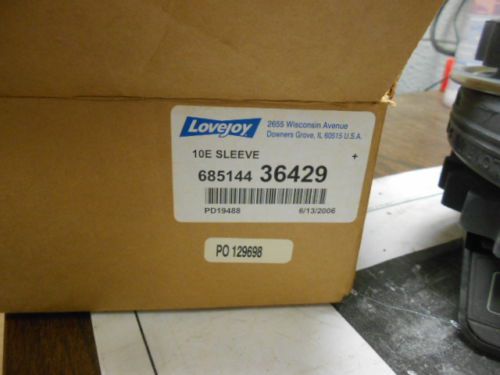 Lovejoy
2655 Wisconsin Avenue
Downers Grove, IL 60515 U.S.A.
10E SLEEVE +
685144 36429
PD19488 6/13/2006
PO 129698